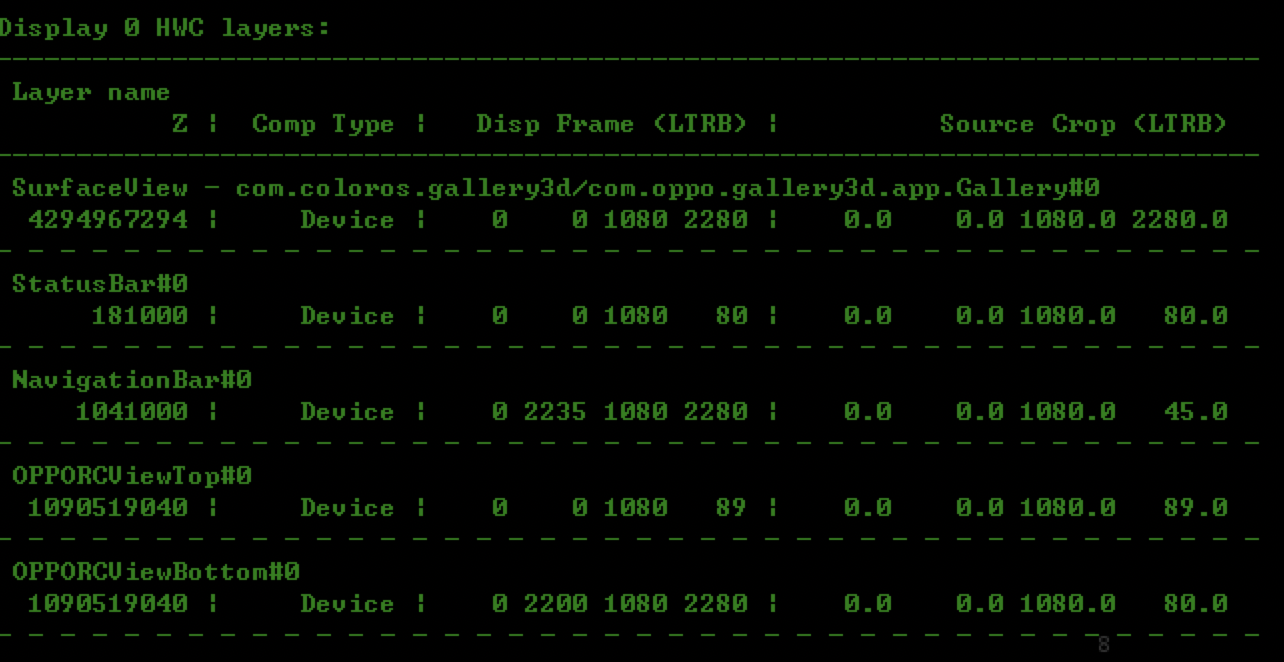 Display 0 HWC layers:
-------------------------------------------------------------------------------
Layer name
Z | Comp Type | Disp Frame (LTRB) | Source Crop (LTRB)
-------------------------------------------------------------------------------
SurfaceView - com.coloros.gallery3d/com.oppo.gallery3d.app.Gallery#0
4294967294 | Device | 0 0 1080 2280 | 0.0 0.0 1080.0 2280.0
- - - - - - - - - - - - - - - - - - - - - - - - - - - - - - - - - - - - - - - -
StatusBar#0
181000 | Device | 0 0 1080 80 | 0.0 0.0 1080.0 80.0
- - - - - - - - - - - - - - - - - - - - - - - - - - - - - - - - - - - - - - - -
NavigationBar#0
1041000 | Device | 0 2235 1080 2280 | 0.0 0.0 1080.0 45.0
- - - - - - - - - - - - - - - - - - - - - - - - - - - - - - - - - - - - - - - -
OPPORCViewTop#0
1090519040 | Device | 0 0 1080 89 | 0.0 0.0 1080.0 89.0
- - - - - - - - - - - - - - - - - - - - - - - - - - - - - - - - - - - - - - - -
OPPORCViewBottom#0
1090519040 | Device | 0 2200 1080 2280 | 0.0 0.0 1080.0 80.0
- - - - - - - - - - - - - - - - - - - - - - - - - - - - - - - - - - - - - - - -
8